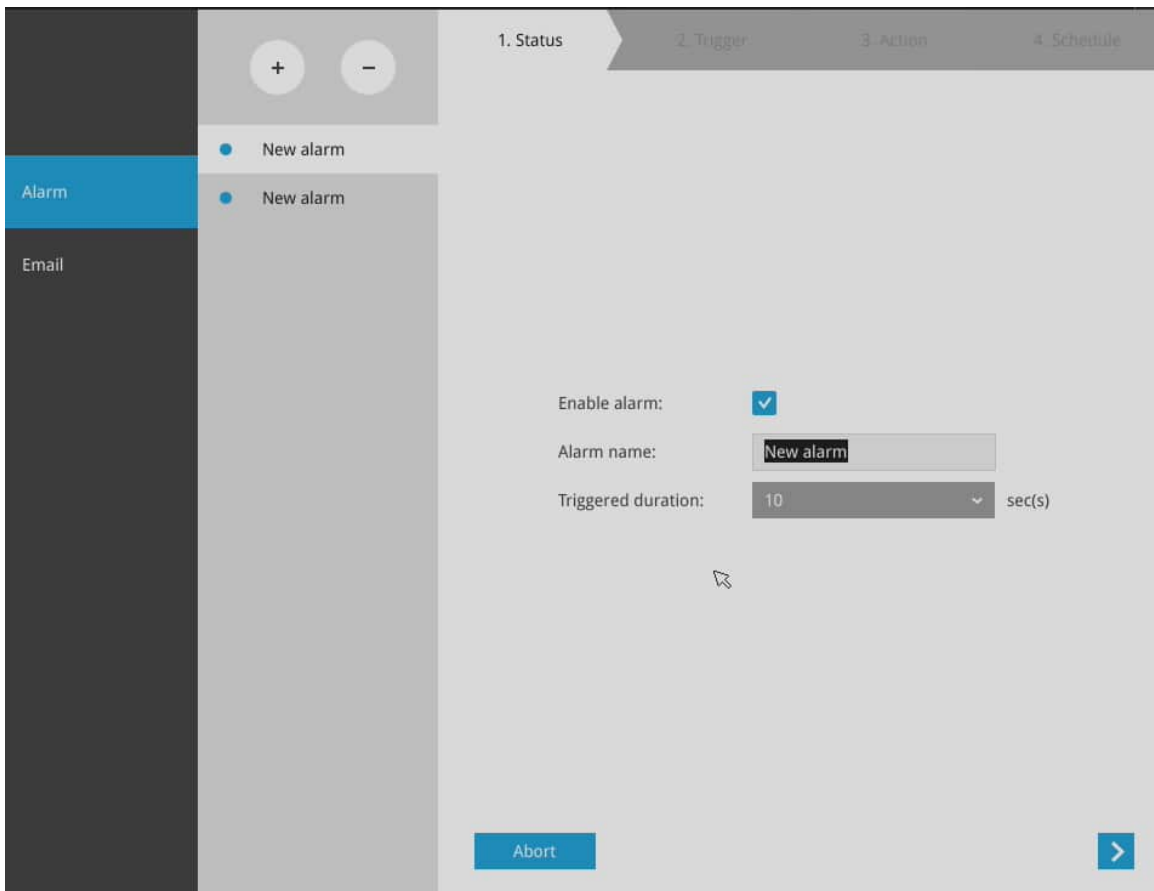 1. Status
2. Trigger
3. Action
4. Schedule
+
-
New alarm
New alarm
Alarm
Email
Enable alarm:
Alarm name: New alarm
Triggered duration: 10 sec(s)
Abort